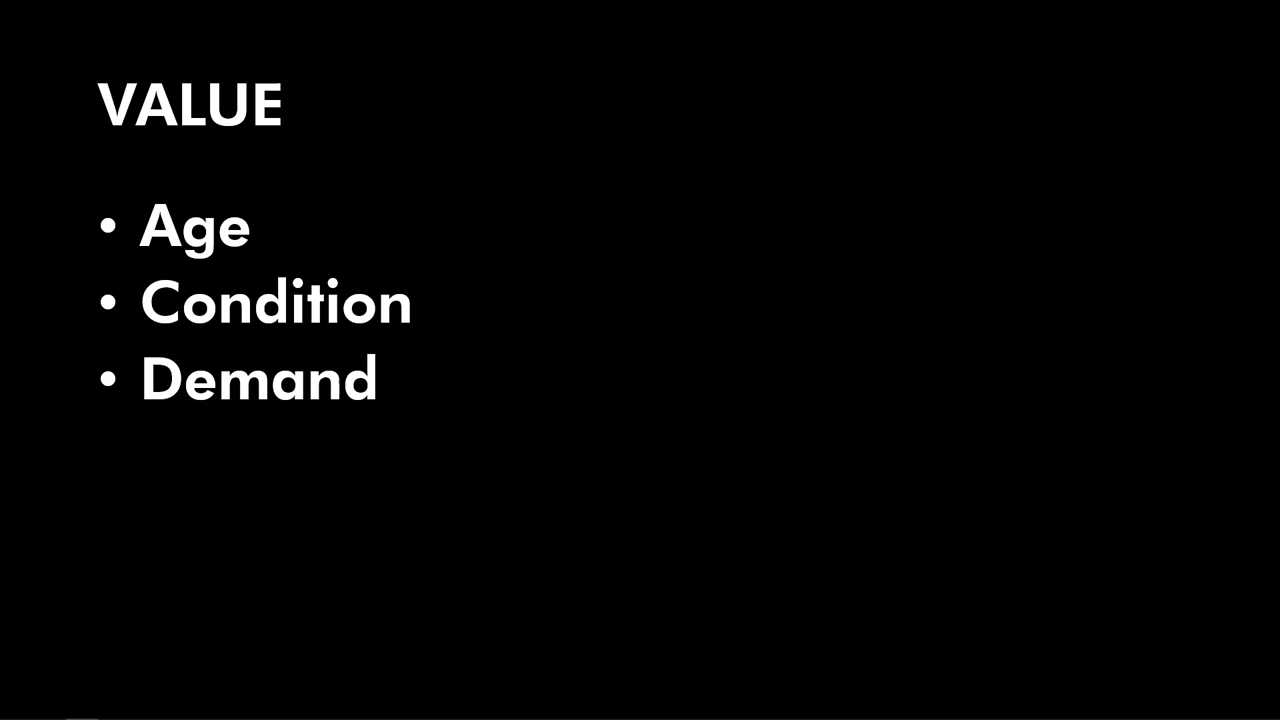 VALUE
• Age
• Condition
• Demand